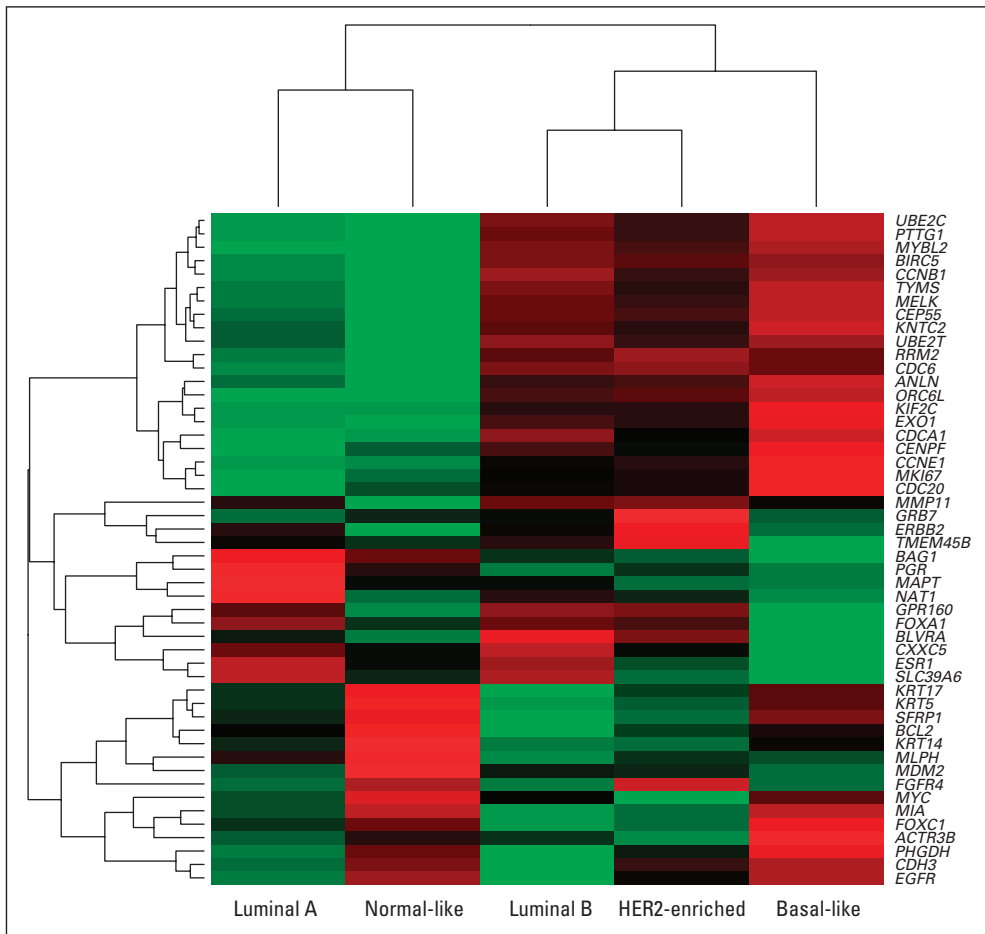 UBE2C
PTTG1
MYBL2
BIRC5
CCNB1
TYMS
MELK
CEP55
KNTC2
UBE2T
RRM2
CDC6
ANLN
ORC6L
KIF2C
EXO1
CDCA1
CENPF
CCNE1
MKI67
CDC20
MMP11
GRB7
ERBB2
TMEM45B
BAG1
PGR
MAPT
NAT1
GPR160
FOXA1
BLVRA
CXXC5
ESR1
SLC39A6
KRT17
KRT5
SFRP1
BCL2
KRT14
MLPH
MDM2
FGFR4
MYC
MIA
FOXC1
ACTR3B
PHGDH
CDH3
EGFR
Luminal A Normal-like Luminal B HER2-enriched Basal-like